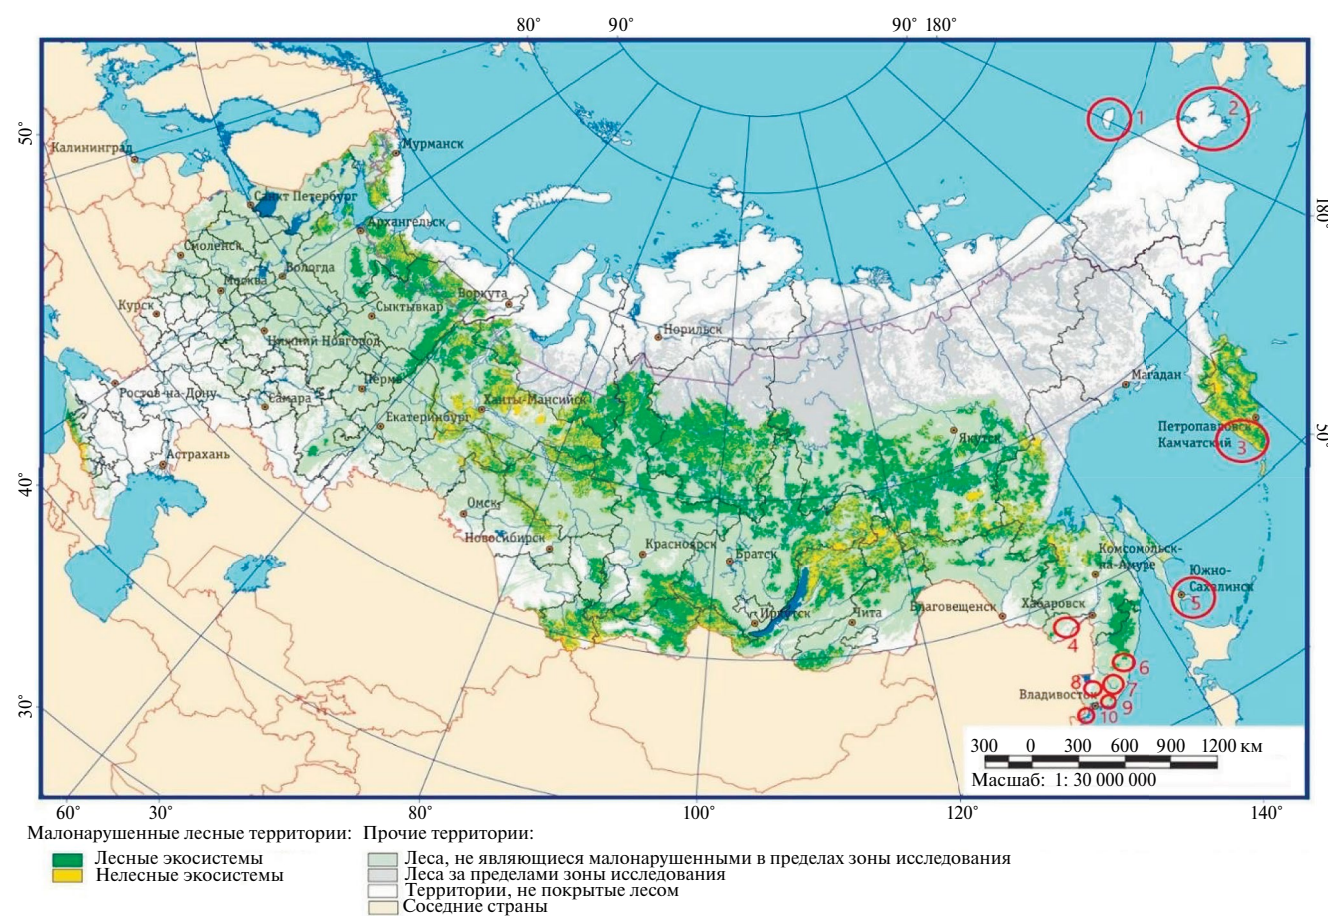 80° 90° 90° 180°
50°
40°
30°
180°
50°
1
2
Мурманск
Калининград
Санкт Петербург
Архангельск
Смоленск
Вологда
Москва
Воркута
Курск
Сыктывкар
Норильск
Нижний Новгород
Магадан
Пермь
Ростов-на-Дону
Самара
Ханты-Мансийск
Екатеринбург
Петропавловск
Камчатский
3
Якутск
Астрахань
Омск
Новосибирск
Красноярск
Братск
Комсомольск-
на-Амуре
Южно-
Сахалинск
5
Иркутск
Чита
Благовещенск
Хабаровск
4
6
8
7
Владивосток
9
10
300 0 300 600 900 1200 км
Масшаб: 1: 30 000 000
60° 30° 80° 100° 120° 140°
Малонарушенные лесные территории:
Лесные экосистемы
Нелесные экосистемы
Прочие территории:
Леса, не являющиеся малонарушенными в пределах зоны исследования
Леса за пределами зоны исследования
Территории, не покрытые лесом
Соседние страны